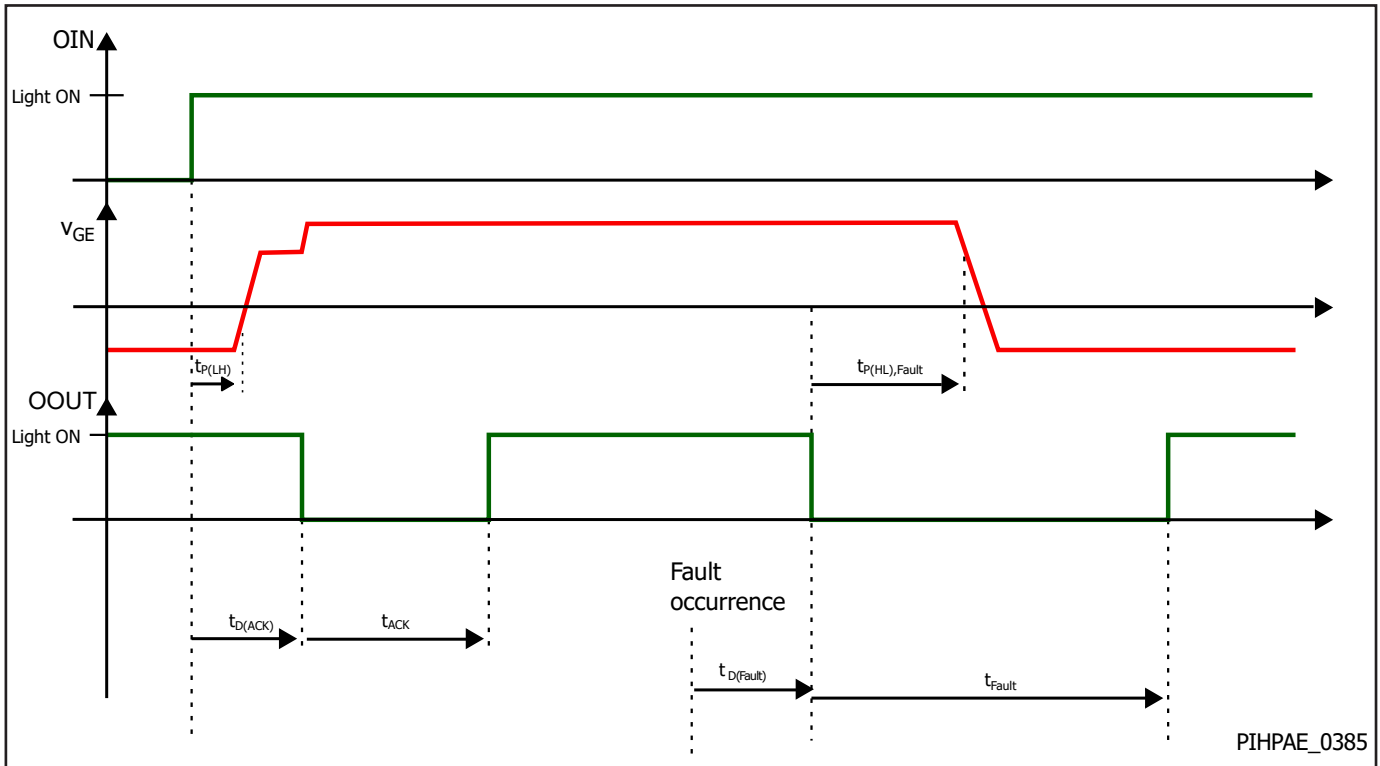 OIN
Light ON
vGE
tP(LH)
tP(HL),Fault
OOUT
Light ON
Fault
occurrence
tD(ACK)
tACK
tD(Fault)
tFault
PIHPAE_0385